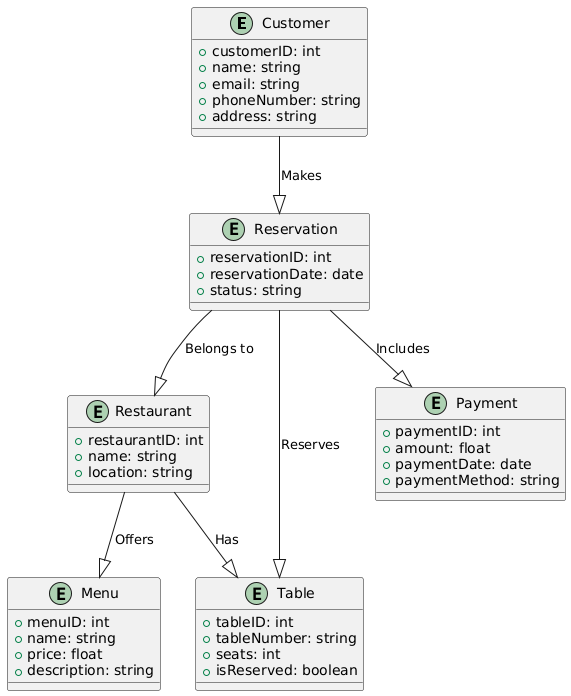 E Customer
customerID: int
name: string
email: string
phoneNumber: string
address: string
Makes
E Reservation
reservationID: int
reservationDate: date
status: string
Belongs to
Includes
E Restaurant
restaurantID: int
name: string
location: string
E Payment
paymentID: int
amount: float
paymentDate: date
paymentMethod: string
Reserves
Offers
Has
E Menu
menuID: int
name: string
price: float
description: string
E Table
tableID: int
tableNumber: string
seats: int
isReserved: boolean